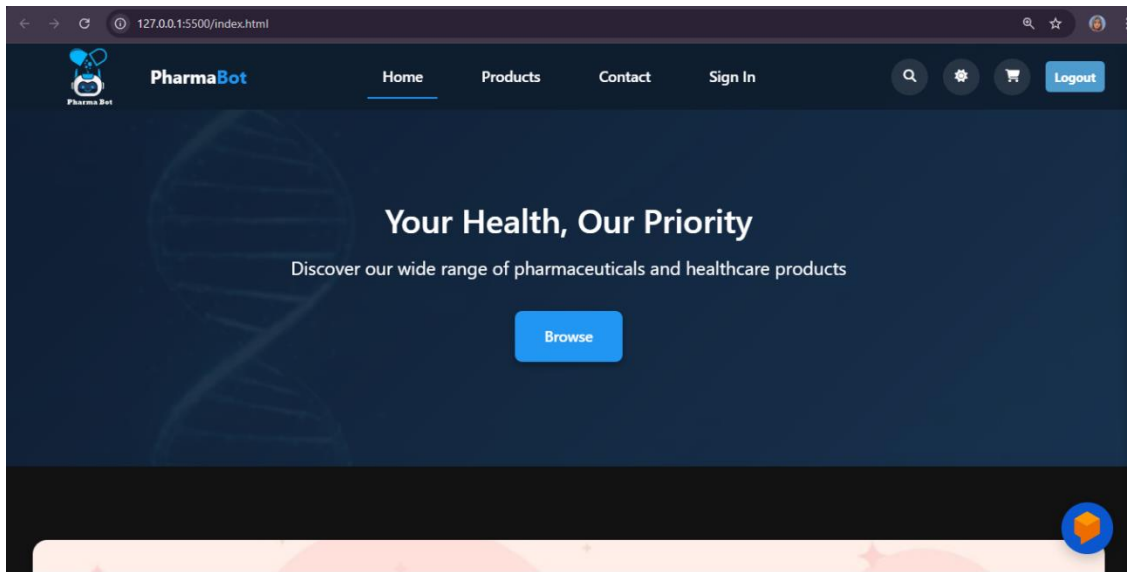 127.0.0.1:5500/index.html
Pharma Bot
PharmaBot
Home
Products
Contact
Sign In
Logout
Your Health, Our Priority
Discover our wide range of pharmaceuticals and healthcare products
Browse